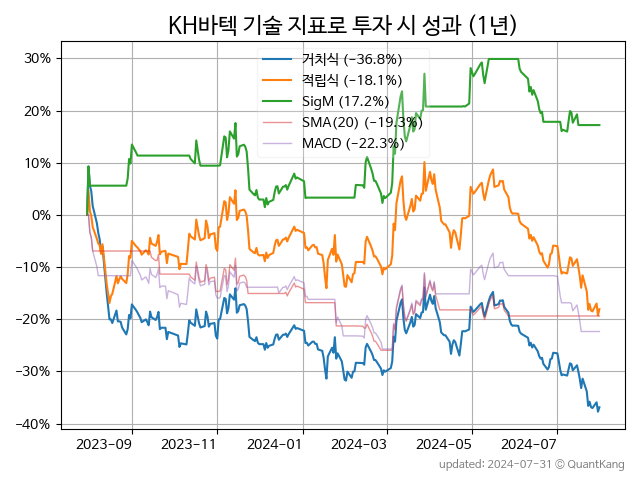 KH바텍 기술 지표로 투자 시 성과 (1년)
거치식 (−36.8%)
적립식 (−18.1%)
SigM (17.2%)
SMA(20) (−19.3%)
MACD (−22.3%)
30%
20%
10%
0%
−10%
−20%
−30%
−40%
2023-09 2023-11 2024-01 2024-03 2024-05 2024-07
updated: 2024-07-31 © QuantKang